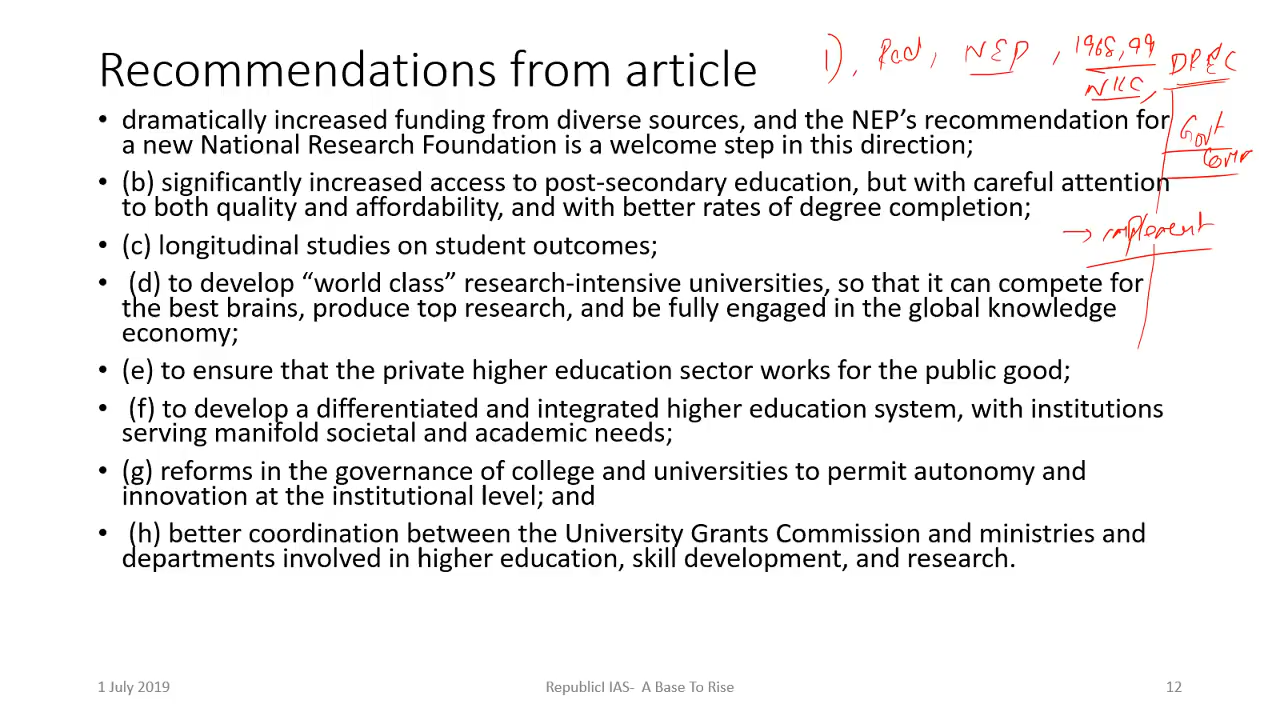 Recommendations from article
1), Rad, NEP, 1968, 99
NKC, DPEC
Govt
Comm
→ implement
• dramatically increased funding from diverse sources, and the NEP’s recommendation for
a new National Research Foundation is a welcome step in this direction;
• (b) significantly increased access to post-secondary education, but with careful attention
to both quality and affordability, and with better rates of degree completion;
• (c) longitudinal studies on student outcomes;
• (d) to develop “world class” research-intensive universities, so that it can compete for
the best brains, produce top research, and be fully engaged in the global knowledge
economy;
• (e) to ensure that the private higher education sector works for the public good;
• (f) to develop a differentiated and integrated higher education system, with institutions
serving manifold societal and academic needs;
• (g) reforms in the governance of college and universities to permit autonomy and
innovation at the institutional level; and
• (h) better coordination between the University Grants Commission and ministries and
departments involved in higher education, skill development, and research.
1 July 2019
RepublicI IAS- A Base To Rise
12